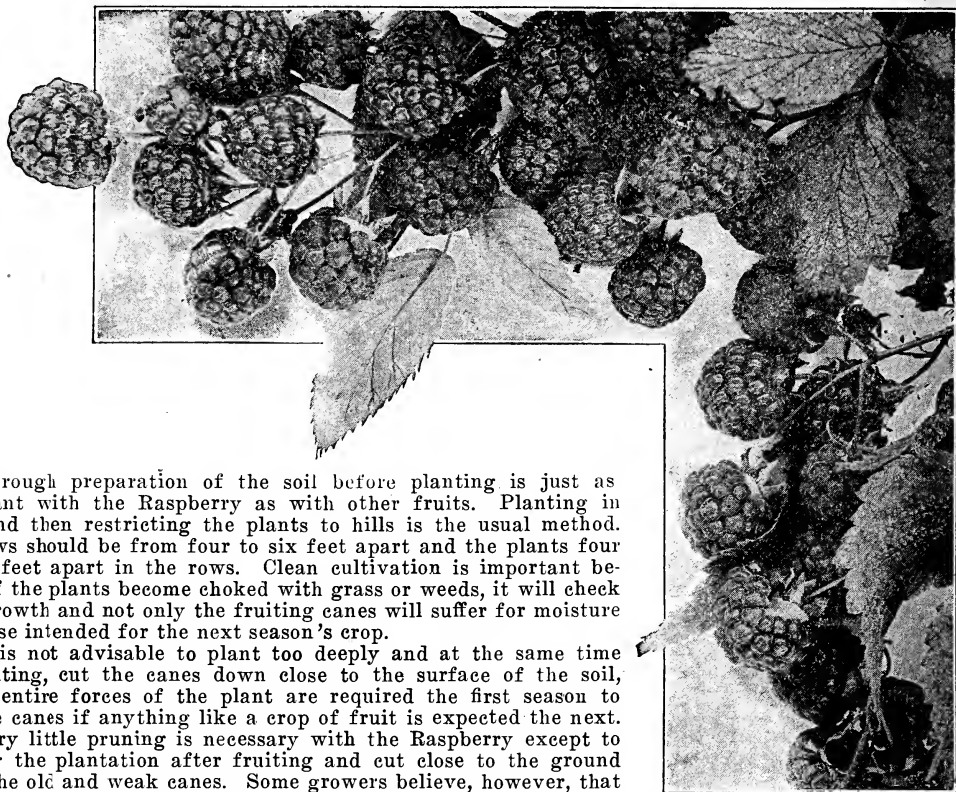 rough preparation of the soil before planting is just as
nt with the Raspberry as with other fruits. Planting in
nd then restricting the plants to hills is the usual method.
ws should be from four to six feet apart and the plants four
feet apart in the rows. Clean cultivation is important be-
f the plants become choked with grass or weeds, it will check
rowth and not only the fruiting canes will suffer for moisture
se intended for the next season's crop.
is not advisable to plant too deeply and at the same time
ting, cut the canes down close to the surface of the soil,
entire forces of the plant are required the first season to
e canes if anything like a crop of fruit is expected the next.
ry little pruning is necessary with the Raspberry except to
r the plantation after fruiting and cut close to the ground
he old and weak canes. Some growers believe, however, that